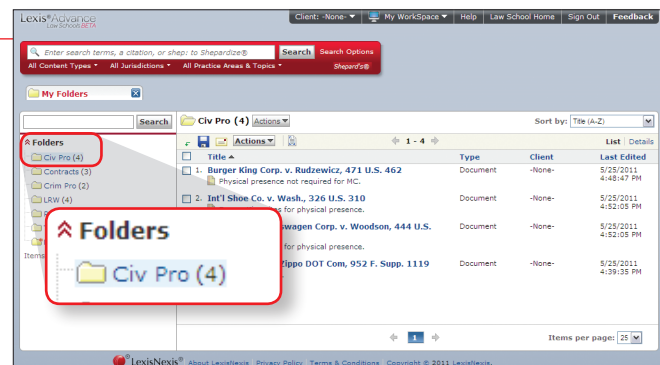 Lexis®Advance
Law Schools BETA
Client: -None- My WorkSpace Help Law School Home Sign Out Feedback
Enter search terms, a citation, or shep: to Shepardize® Search Search Options
All Content Types All Jurisdictions All Practice Areas & Topics Shepard's®
My Folders
Search
Civ Pro (4) Actions
Sort by: Title (A-Z)
Folders
Actions
1 - 4
List Details
Civ Pro (4)
Title Type Client Last Edited
Contracts (3)
1. Burger King Corp. v. Rudzewicz, 471 U.S. 462 Document -None- 5/25/2011
4:48:47 PM
Physical presence not required for MC.
Crim Pro (2)
LRW (4)
2. Int'l Shoe Co. v. Wash., 326 U.S. 310 Document -None- 5/25/2011
4:52:05 PM
for physical presence.
Corp. v. Woodson, 444 U.S. Document -None- 5/25/2011
4:52:05 PM
for physical presence.
Items
Zippo DOT Com, 952 F. Supp. 1119 Document -None- 5/25/2011
4:39:35 PM
Folders
Civ Pro (4)
1
Items per page: 25
LexisNexis® About LexisNexis Privacy Policy Terms & Conditions Copyright © 2011 LexisNexis.